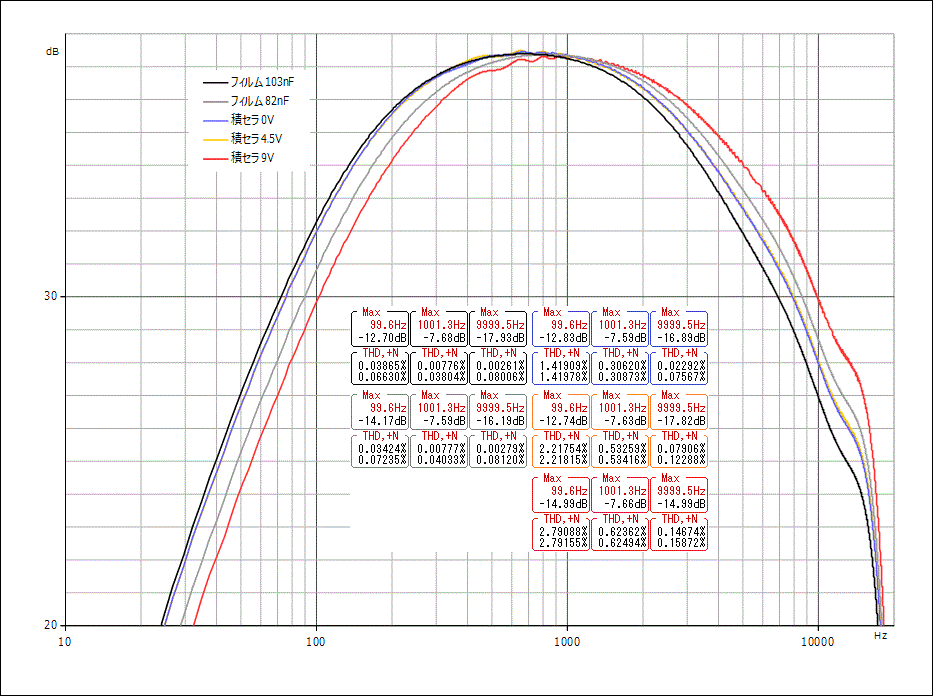 dB
フィルム103nF
フィルム82nF
積セラ0V
積セラ4.5V
積セラ9V
30
Max Max Max Max Max Max
99.6Hz 1001.3Hz 9999.5Hz 99.6Hz 1001.3Hz 9999.5Hz
-12.70dB -7.68dB -17.93dB -12.83dB -7.59dB -16.89dB
THD,+N THD,+N THD,+N THD,+N THD,+N THD,+N
0.03865% 0.00776% 0.00261% 1.41909% 0.30620% 0.02292%
0.06630% 0.03804% 0.08006% 1.41978% 0.30873% 0.07567%
Max Max Max Max Max Max
99.6Hz 1001.3Hz 9999.5Hz 99.6Hz 1001.3Hz 9999.5Hz
-14.17dB -7.59dB -16.19dB -12.74dB -7.63dB -17.82dB
THD,+N THD,+N THD,+N THD,+N THD,+N THD,+N
0.03424% 0.00777% 0.00279% 2.21754% 0.53259% 0.07906%
0.07235% 0.04033% 0.08120% 2.21815% 0.53416% 0.12288%
Max Max Max
99.6Hz 1001.3Hz 9999.5Hz
-14.99dB -7.66dB -14.99dB
THD,+N THD,+N THD,+N
2.79088% 0.62362% 0.14674%
2.79155% 0.62494% 0.15872%
20
10 100 1000 10000 Hz